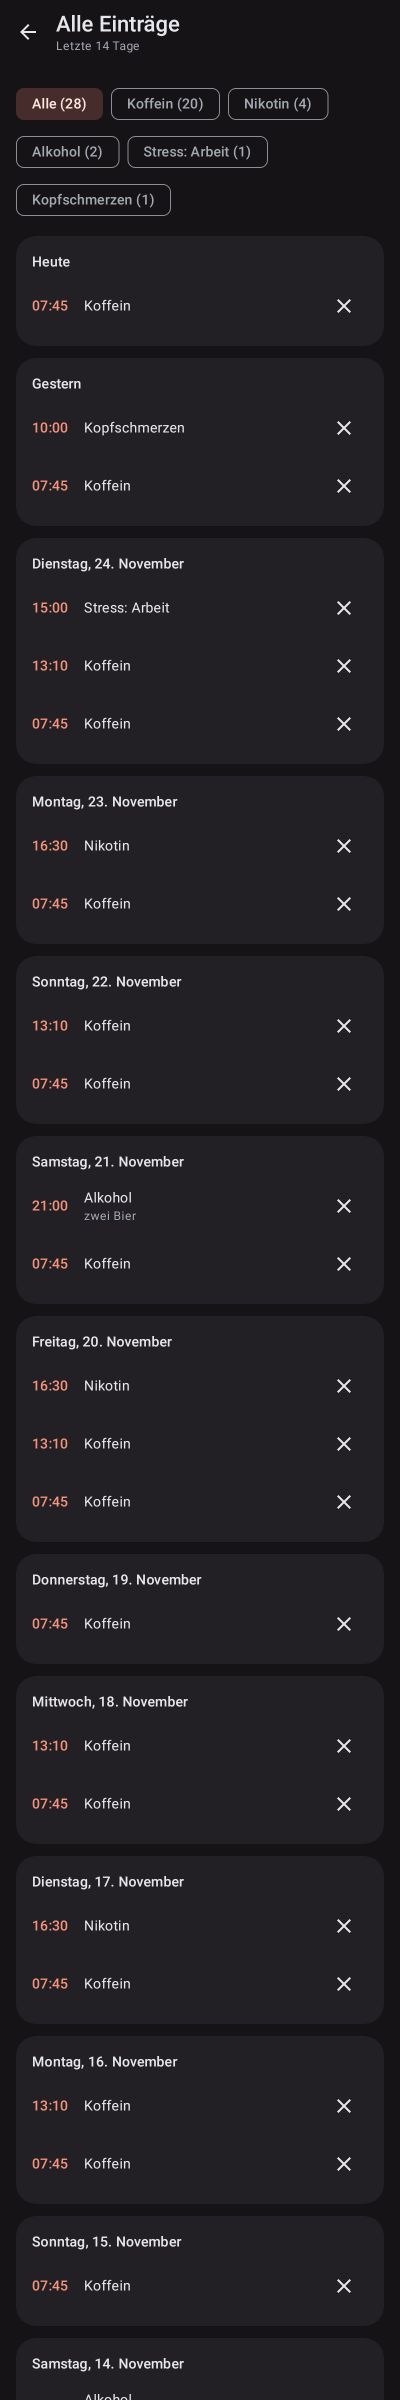 Alle Einträge
Letzte 14 Tage
Alle (28)
Koffein (20)
Nikotin (4)
Alkohol (2)
Stress: Arbeit (1)
Kopfschmerzen (1)
Heute
07:45 Koffein
Gestern
10:00 Kopfschmerzen
07:45 Koffein
Dienstag, 24. November
15:00 Stress: Arbeit
13:10 Koffein
07:45 Koffein
Montag, 23. November
16:30 Nikotin
07:45 Koffein
Sonntag, 22. November
13:10 Koffein
07:45 Koffein
Samstag, 21. November
21:00 Alkohol
zwei Bier
07:45 Koffein
Freitag, 20. November
16:30 Nikotin
13:10 Koffein
07:45 Koffein
Donnerstag, 19. November
07:45 Koffein
Mittwoch, 18. November
13:10 Koffein
07:45 Koffein
Dienstag, 17. November
16:30 Nikotin
07:45 Koffein
Montag, 16. November
13:10 Koffein
07:45 Koffein
Sonntag, 15. November
07:45 Koffein
Samstag, 14. November
Alkohol